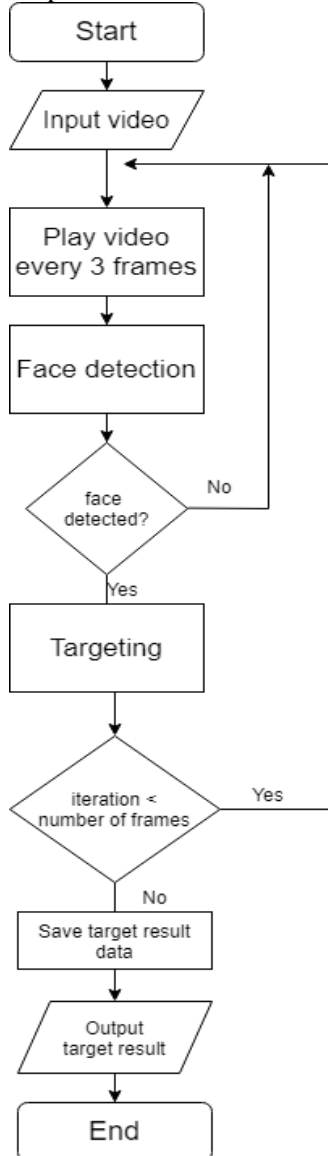 Start
Input video
Play video
every 3 frames
Face detection
face
detected?
No
Yes
Targeting
iteration <
number of frames
Yes
No
Save target result
data
Output
target result
End